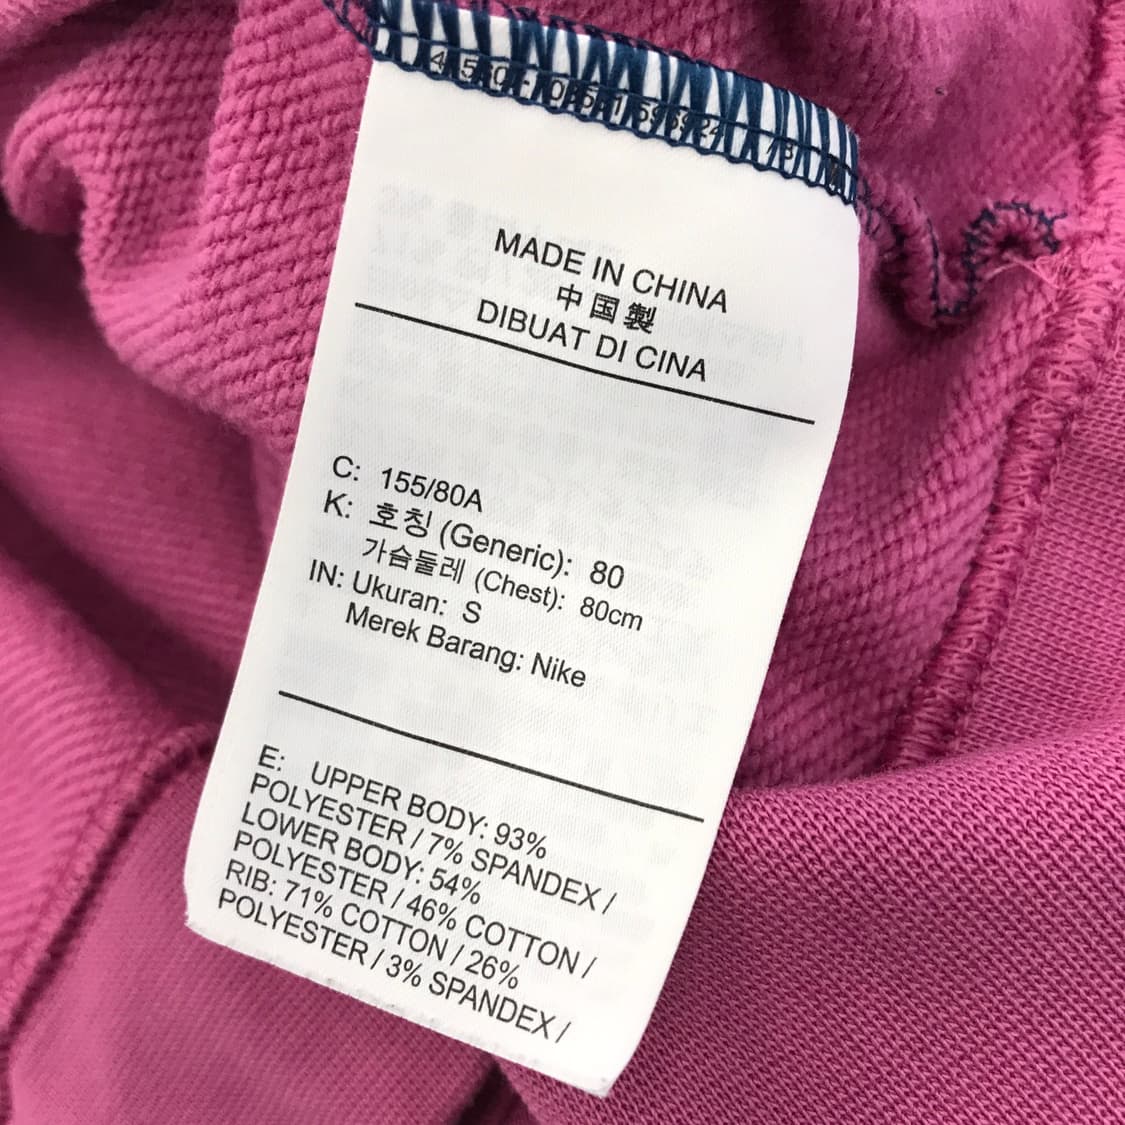 MADE IN CHINA
中国製
DIBUAT DI CINA
C: 155/80A
K: 호칭 (Generic): 80
가슴둘레 (Chest): 80cm
IN: Ukuran: S
Merek Barang: Nike
E: UPPER BODY: 93%
POLYESTER / 7% SPANDEX /
LOWER BODY: 54%
POLYESTER / 46% COTTON /
RIB: 71% COTTON / 26%
POLYESTER / 3% SPANDEX /